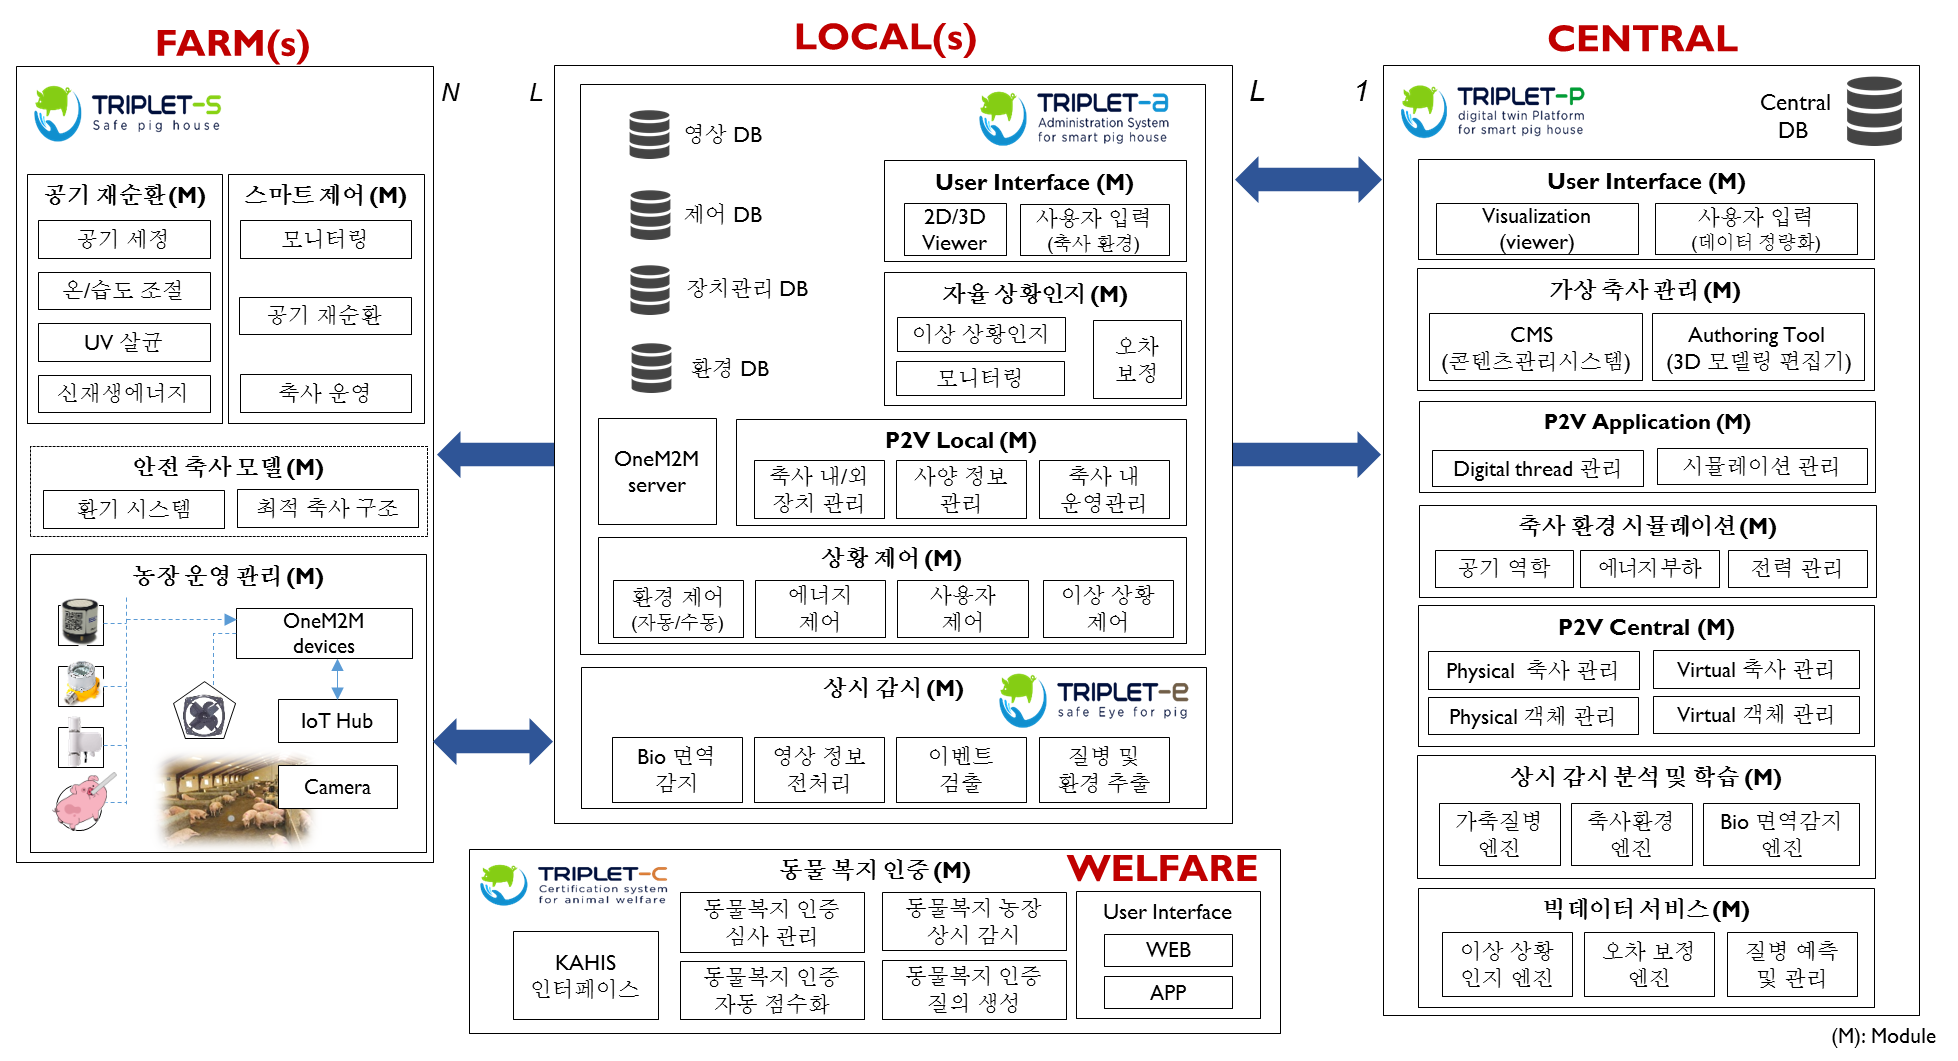 FARM(s)
TRIPLET-s
Safe pig house
공기 재순환 (M)
공기 세정
온/습도 조절
UV 살균
신재생에너지
스마트 제어 (M)
모니터링
공기 재순환
축사 운영
안전 축사 모델 (M)
환기 시스템
최적 축사 구조
농장 운영 관리 (M)
OneM2M
devices
IoT Hub
Camera
N
L
LOCAL(s)
영상 DB
제어 DB
장치관리 DB
환경 DB
TRIPLET-a
Administration System
for smart pig house
User Interface (M)
2D/3D
Viewer
사용자 입력
(축사 환경)
자율 상황인지 (M)
이상 상황인지
모니터링
오차
보정
OneM2M
server
P2V Local (M)
축사 내/외
장치 관리
사양 정보
관리
축사 내
운영관리
상황 제어 (M)
환경 제어
(자동/수동)
에너지
제어
사용자
제어
이상 상황
제어
상시 감시 (M)
TRIPLET-e
safe Eye for pig
Bio 면역
감지
영상 정보
전처리
이벤트
검출
질병 및
환경 추출
L
1
CENTRAL
TRIPLET-P
digital twin Platform
for smart pig house
Central
DB
User Interface (M)
Visualization
(viewer)
사용자 입력
(데이터 정량화)
가상 축사 관리 (M)
CMS
(콘텐츠관리시스템)
Authoring Tool
(3D 모델링 편집기)
P2V Application (M)
Digital thread 관리
시뮬레이션 관리
축사 환경 시뮬레이션 (M)
공기 역학
에너지부하
전력 관리
P2V Central (M)
Physical 축사 관리
Virtual 축사 관리
Physical 객체 관리
Virtual 객체 관리
상시 감시 분석 및 학습 (M)
가축질병
엔진
축사환경
엔진
Bio 면역감지
엔진
빅 데이터 서비스 (M)
이상 상황
인지 엔진
오차 보정
엔진
질병 예측
및 관리
TRIPLET-c
Certification system
for animal welfare
동물 복지 인증 (M)
WELFARE
KAHIS
인터페이스
동물복지 인증
심사 관리
동물복지 농장
상시 감시
동물복지 인증
자동 점수화
동물복지 인증
질의 생성
User Interface
WEB
APP
(M): Module